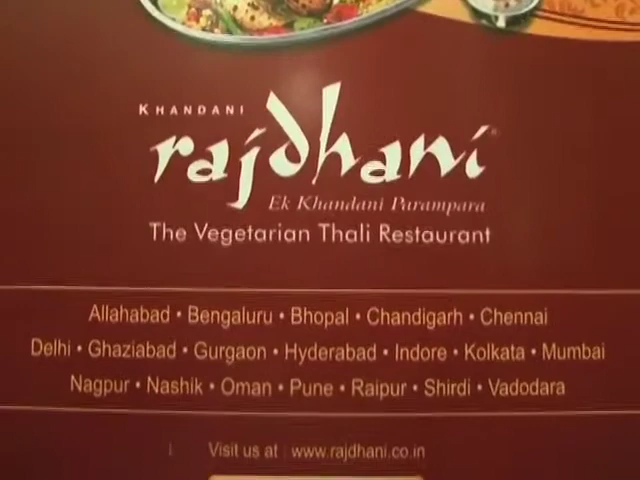 KHANDANI
rajdhani
Ek Khandani Parampara
The Vegetarian Thali Restaurant
Allahabad • Bengaluru • Bhopal • Chandigarh • Chennai
Delhi • Ghaziabad • Gurgaon • Hyderabad • Indore • Kolkata • Mumbai
Nagpur • Nashik • Oman • Pune • Raipur • Shirdi • Vadodara
Visit us at : www.rajdhani.co.in